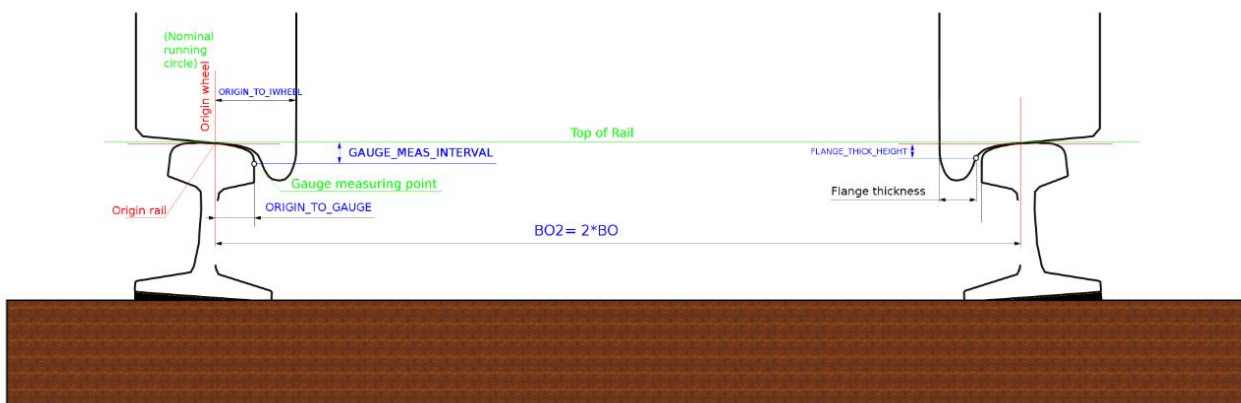 (Nominal
running
circle)
Origin wheel
ORIGIN_TO_IWHEEL
Top of Rail
GAUGE_MEAS_INTERVAL
FLANGE_THICK_HEIGHT
Gauge measuring point
Flange thickness
Origin rail
ORIGIN_TO_GAUGE
BO2= 2*BO